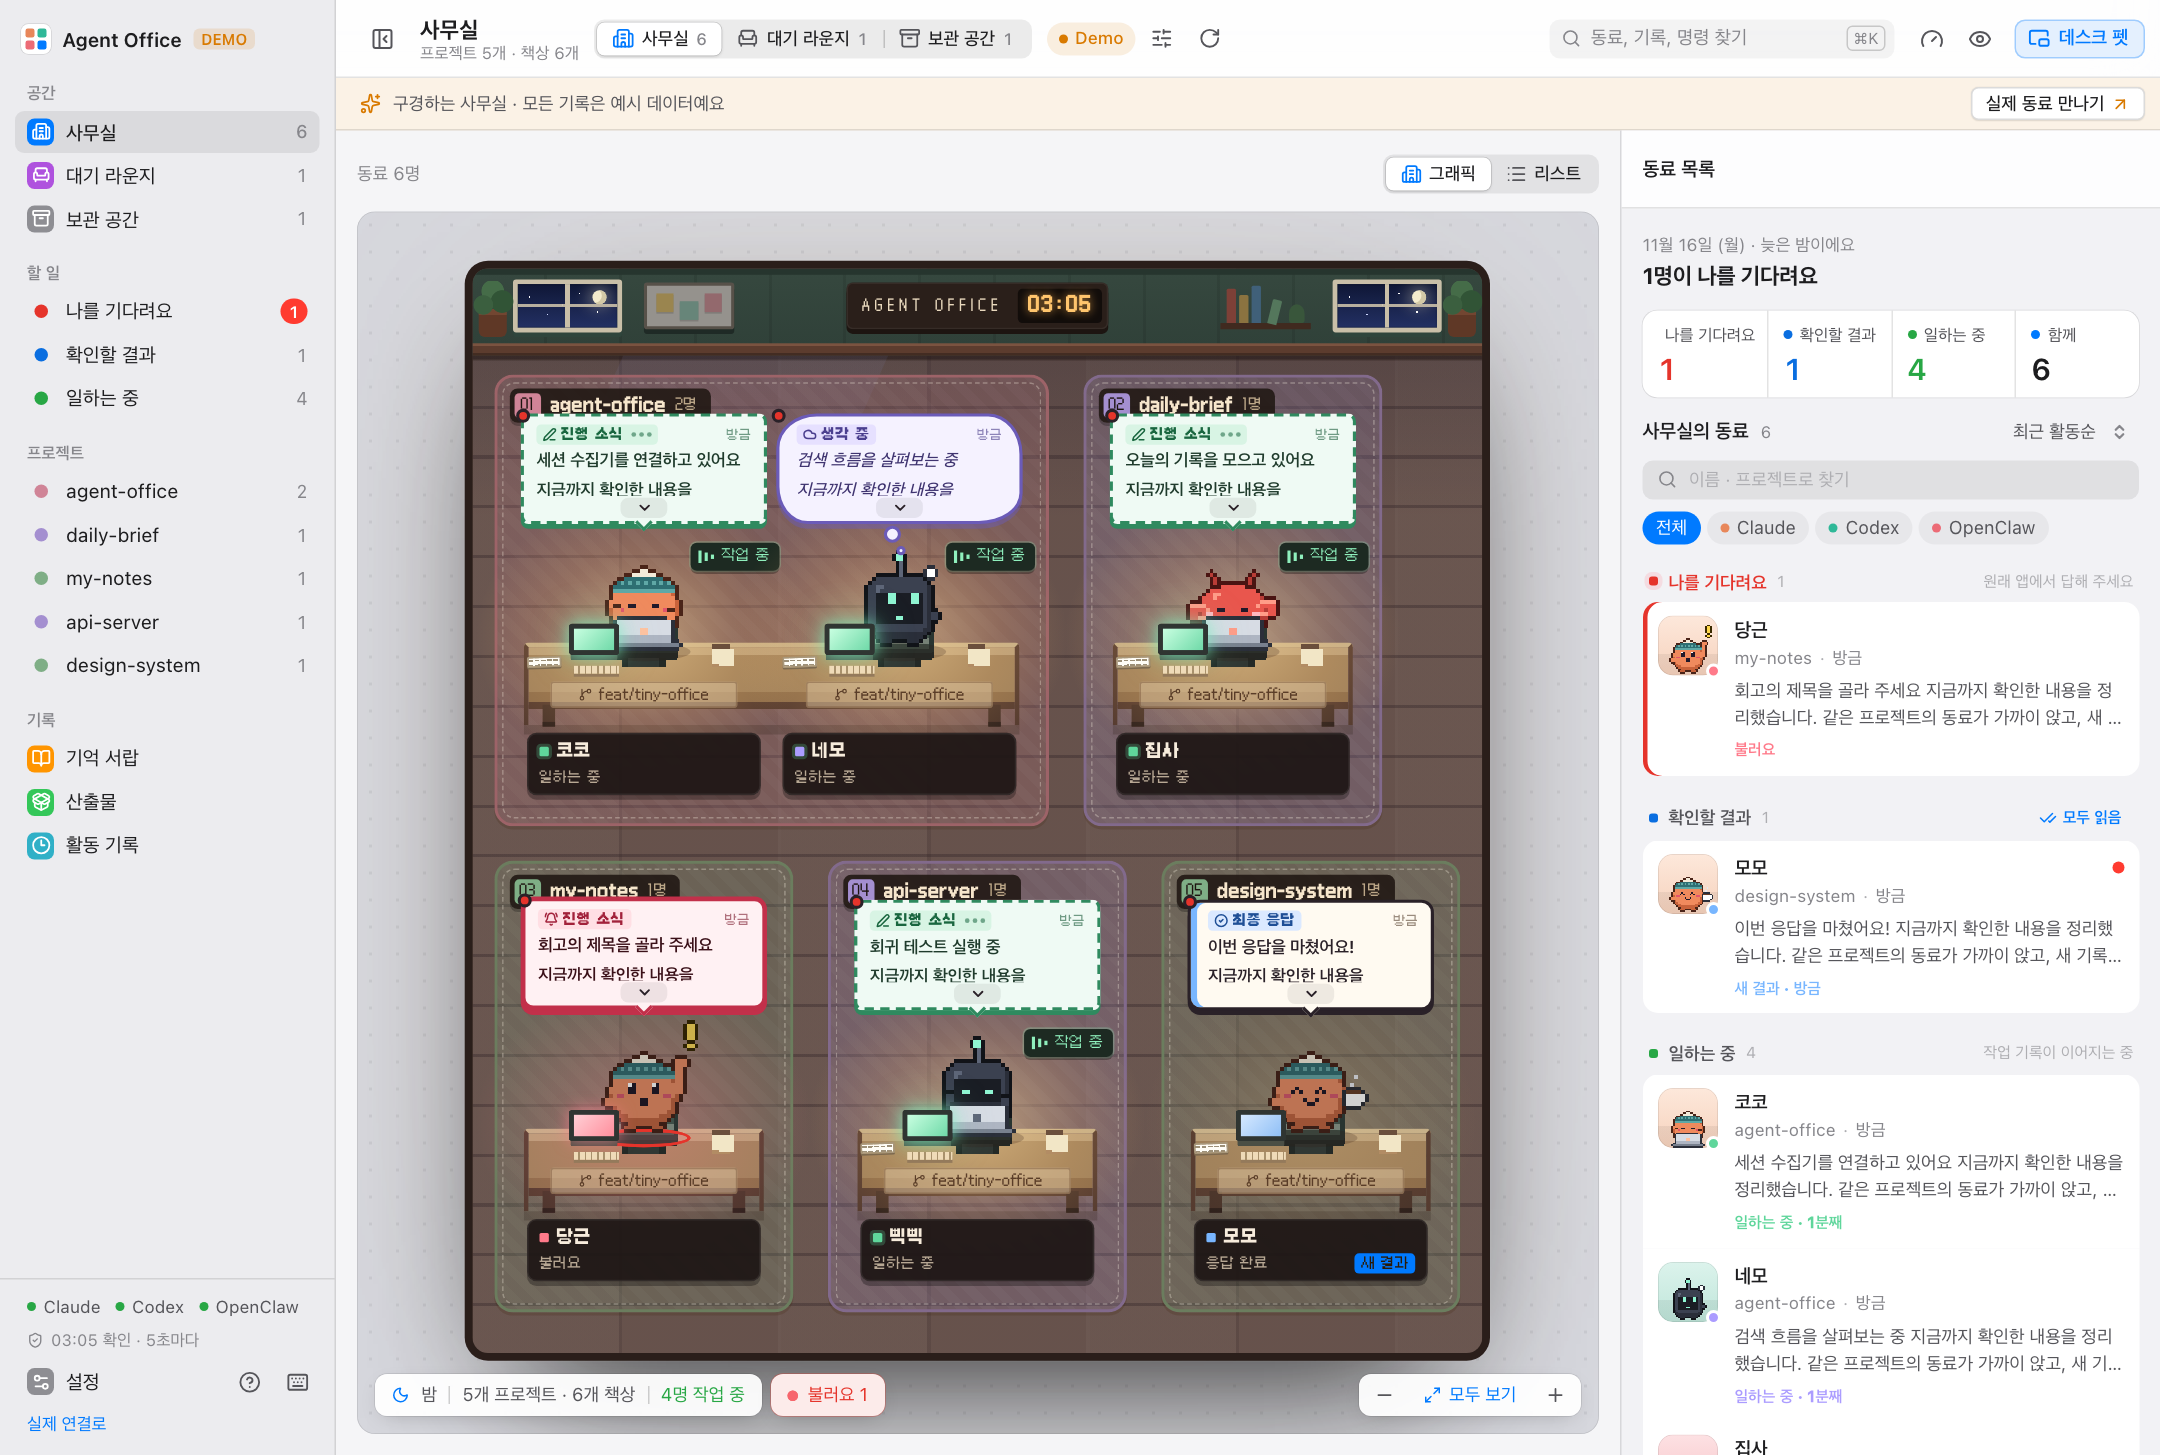 Agent Office DEMO
공간
사무실 6
대기 라운지 1
보관 공간 1
할 일
나를 기다려요 1
확인할 결과 1
일하는 중 4
프로젝트
agent-office 2
daily-brief 1
my-notes 1
api-server 1
design-system 1
기록
기억 서랍
산출물
활동 기록
Claude Codex OpenClaw
03:05 확인 · 5초마다
설정
실제 연결로
사무실
프로젝트 5개 · 책상 6개
사무실 6 대기 라운지 1 보관 공간 1
Demo
동료, 기록, 명령 찾기 ⌘K
데스크 펫
구경하는 사무실 · 모든 기록은 예시 데이터예요
실제 동료 만나기
동료 6명
그래픽 리스트
AGENT OFFICE 03:05
01 agent-office 2명
진행 소식 방금
세션 수집기를 연결하고 있어요
지금까지 확인한 내용을
생각 중 방금
검색 흐름을 살펴보는 중
지금까지 확인한 내용을
작업 중
작업 중
feat/tiny-office
feat/tiny-office
코코
일하는 중
네모
일하는 중
02 daily-brief 1명
진행 소식 방금
오늘의 기록을 모으고 있어요
지금까지 확인한 내용을
작업 중
feat/tiny-office
집사
일하는 중
03 my-notes 1명
진행 소식 방금
회고의 제목을 골라 주세요
지금까지 확인한 내용을
feat/tiny-office
당근
불러요
04 api-server 1명
진행 소식 방금
회귀 테스트 실행 중
지금까지 확인한 내용을
작업 중
feat/tiny-office
삑삑
일하는 중
05 design-system 1명
최종 응답 방금
이번 응답을 마쳤어요!
지금까지 확인한 내용을
feat/tiny-office
모모
응답 완료 새 결과
밤 5개 프로젝트 · 6개 책상 4명 작업 중
불러요 1
모두 보기
동료 목록
11월 16일 (월) · 늦은 밤이에요
1명이 나를 기다려요
나를 기다려요 1
확인할 결과 1
일하는 중 4
함께 6
사무실의 동료 6 최근 활동순
이름 · 프로젝트로 찾기
전체 Claude Codex OpenClaw
나를 기다려요 1 원래 앱에서 답해 주세요
당근
my-notes · 방금
회고의 제목을 골라 주세요 지금까지 확인한 내용을 정
리했습니다. 같은 프로젝트의 동료가 가까이 앉고, 새 ...
불러요
확인할 결과 1 모두 읽음
모모
design-system · 방금
이번 응답을 마쳤어요! 지금까지 확인한 내용을 정리했
습니다. 같은 프로젝트의 동료가 가까이 앉고, 새 기록...
새 결과 · 방금
일하는 중 4 작업 기록이 이어지는 중
코코
agent-office · 방금
세션 수집기를 연결하고 있어요 지금까지 확인한 내용을
정리했습니다. 같은 프로젝트의 동료가 가까이 앉고, ...
일하는 중 · 1분째
네모
agent-office · 방금
검색 흐름을 살펴보는 중 지금까지 확인한 내용을 정리
했습니다. 같은 프로젝트의 동료가 가까이 앉고, 새 기...
일하는 중 · 1분째
집사